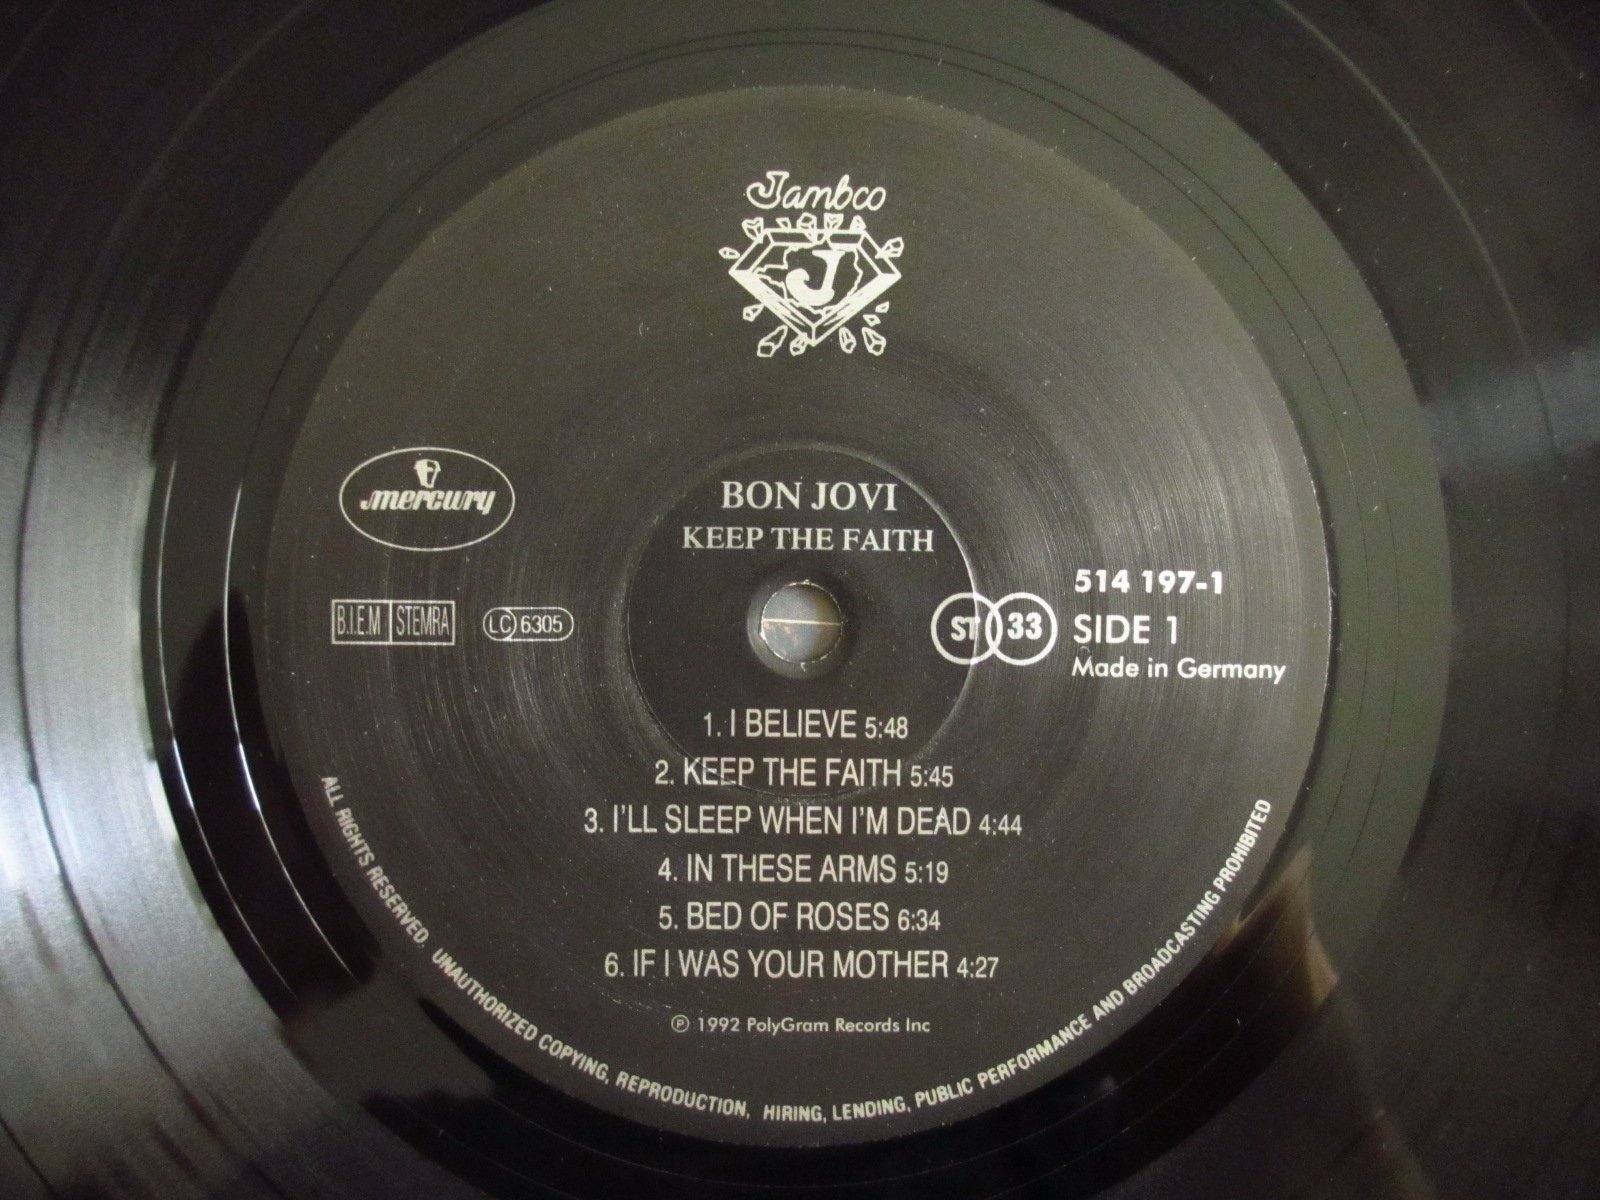 Jambco
J
mercury
BON JOVI
KEEP THE FAITH
B.I.E.M STEMRA
LC 6305
ST 33
514 197-1
SIDE 1
Made in Germany
1. I BELIEVE 5:48
2. KEEP THE FAITH 5:45
3. I'LL SLEEP WHEN I'M DEAD 4:44
4. IN THESE ARMS 5:19
5. BED OF ROSES 6:34
6. IF I WAS YOUR MOTHER 4:27
℗ 1992 PolyGram Records Inc
ALL RIGHTS RESERVED. UNAUTHORIZED COPYING, REPRODUCTION, HIRING, LENDING, PUBLIC PERFORMANCE AND BROADCASTING PROHIBITED